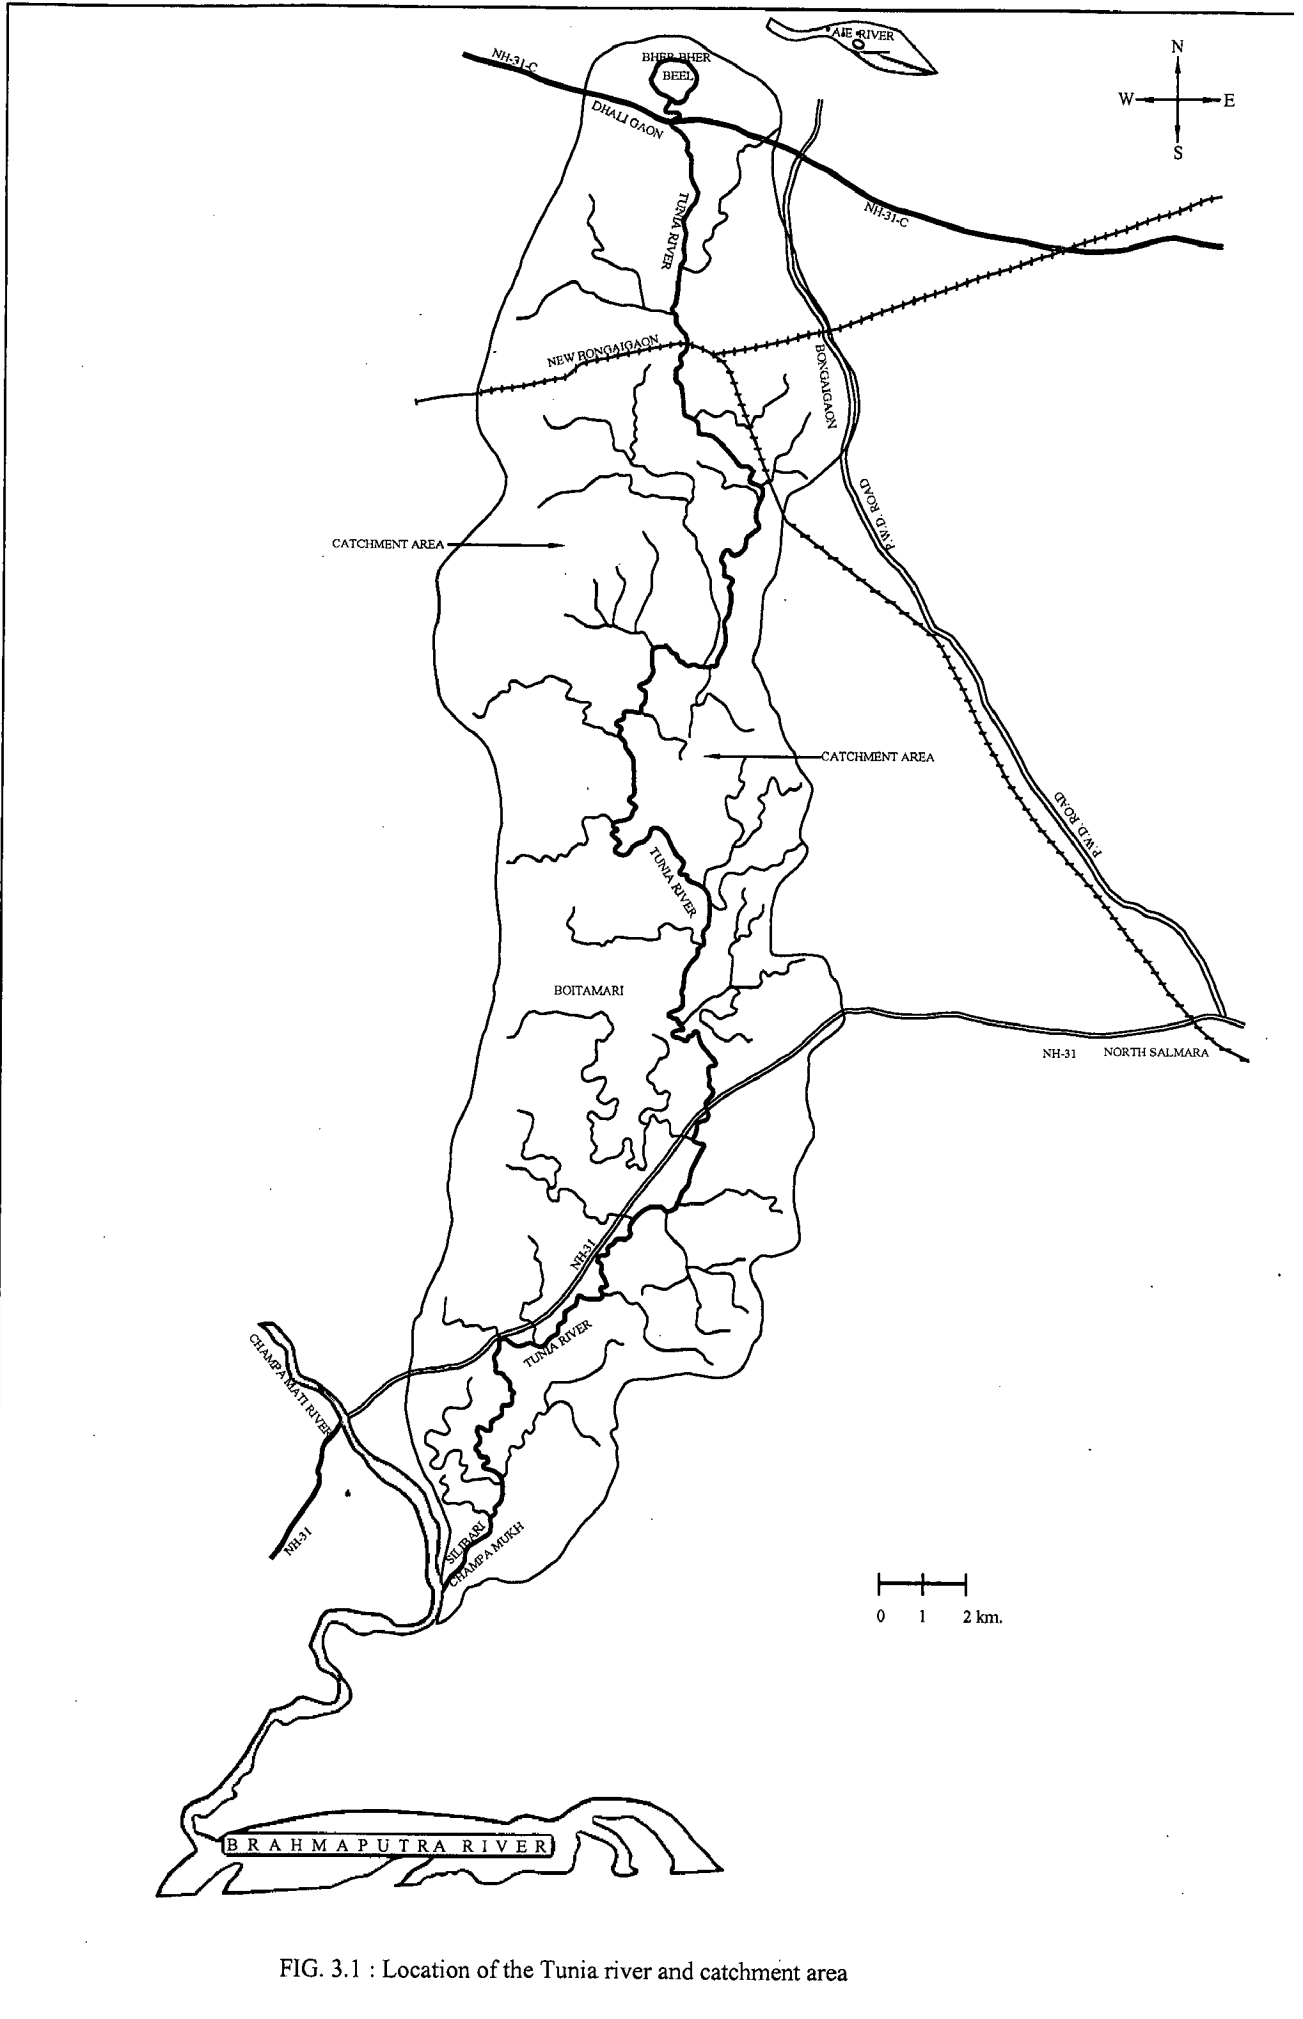 AIE RIVER
N
W E
S
NH-31-C
BHER BHER
BEEL
DHALI GAON
NH-31-C
TUNIA RIVER
NEW BONGAIGAON
BONGAIGAON
P.W.D. ROAD
CATCHMENT AREA
CATCHMENT AREA
P.W.D. ROAD
TUNIA RIVER
BOITAMARI
NH-31 NORTH SALMARA
NH-31
TUNIA RIVER
CHAMPA MATI RIVER
NH-31
SILIBARI
CHAMPA MUKH
0 1 2 km.
BRAHMAPUTRA RIVER
FIG. 3.1 : Location of the Tunia river and catchment area